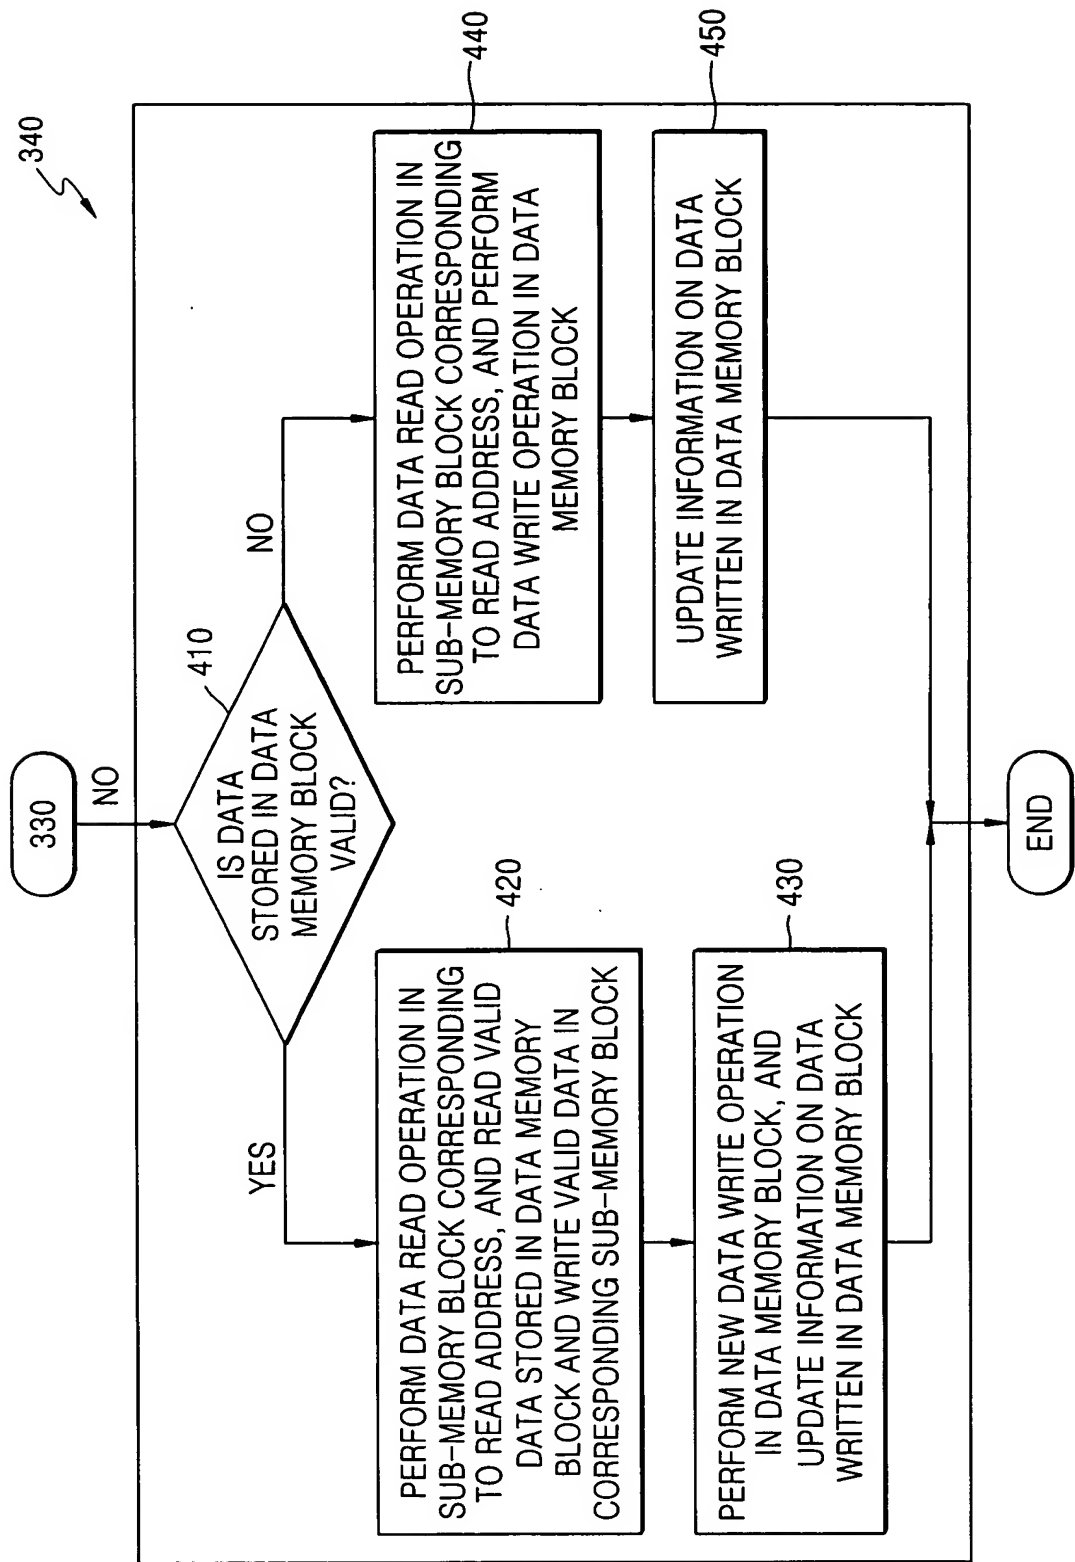 340
330
NO
410
IS DATA
STORED IN DATA
MEMORY BLOCK
VALID?
YES
NO
420
PERFORM DATA READ OPERATION IN
SUB-MEMORY BLOCK CORRESPONDING
TO READ ADDRESS, AND READ VALID
DATA STORED IN DATA MEMORY
BLOCK AND WRITE VALID DATA IN
CORRESPONDING SUB-MEMORY BLOCK
440
PERFORM DATA READ OPERATION IN
SUB-MEMORY BLOCK CORRESPONDING
TO READ ADDRESS, AND PERFORM
DATA WRITE OPERATION IN DATA
MEMORY BLOCK
430
PERFORM NEW DATA WRITE OPERATION
IN DATA MEMORY BLOCK, AND
UPDATE INFORMATION ON DATA
WRITTEN IN DATA MEMORY BLOCK
450
UPDATE INFORMATION ON DATA
WRITTEN IN DATA MEMORY BLOCK
END